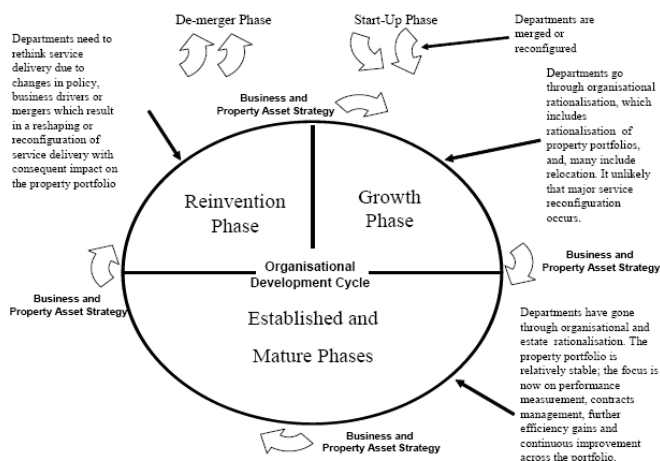 De-merger Phase
Start-Up Phase
Departments are
merged or
reconfigured
Departments need to
rethink service
delivery due to
changes in policy,
business drivers or
mergers which result
in a reshaping or
reconfiguration of
service delivery with
consequent impact on
the property portfolio
Business and
Property Asset Strategy
Departments go
through organisational
rationalisation, which
includes
rationalisation of
property portfolios,
and, many include
relocation. It unlikely
that major service
reconfiguration
occurs.
Reinvention
Phase
Growth
Phase
Organisational
Development Cycle
Business and
Property Asset Strategy
Business and
Property Asset Strategy
Established and
Mature Phases
Departments have gone
through organisational and
estate rationalisation. The
property portfolio is
relatively stable; the focus is
now on performance
measurement, contracts
management, further
efficiency gains and
continuous improvement
across the portfolio.
Business and
Property Asset Strategy